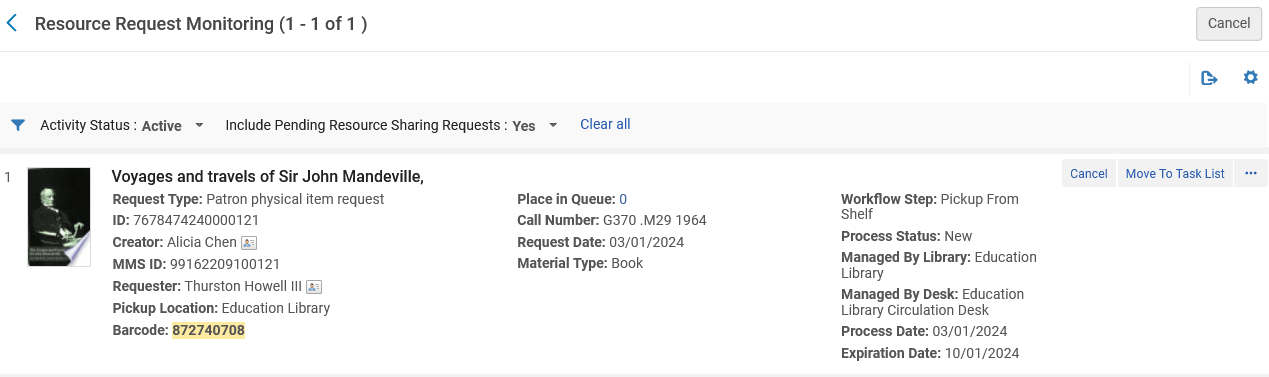 Resource Request Monitoring (1 - 1 of 1 )
Cancel
Activity Status : Active
Include Pending Resource Sharing Requests : Yes
Clear all
1
Voyages and travels of Sir John Mandeville,
Cancel
Move To Task List
Request Type: Patron physical item request
ID: 7678474240000121
Creator: Alicia Chen
MMS ID: 99162209100121
Requester: Thurston Howell III
Pickup Location: Education Library
Barcode: 872740708
Place in Queue: 0
Call Number: G370 .M29 1964
Request Date: 03/01/2024
Material Type: Book
Workflow Step: Pickup From
Shelf
Process Status: New
Managed By Library: Education
Library
Managed By Desk: Education
Library Circulation Desk
Process Date: 03/01/2024
Expiration Date: 10/01/2024